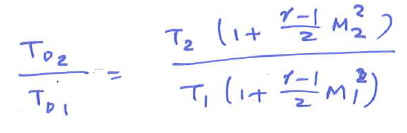 T₀₂ / T₀₁ = T₂ (1 + (γ-1)/2 M₂²) / T₁ (1 + (γ-1)/2 M₁²)